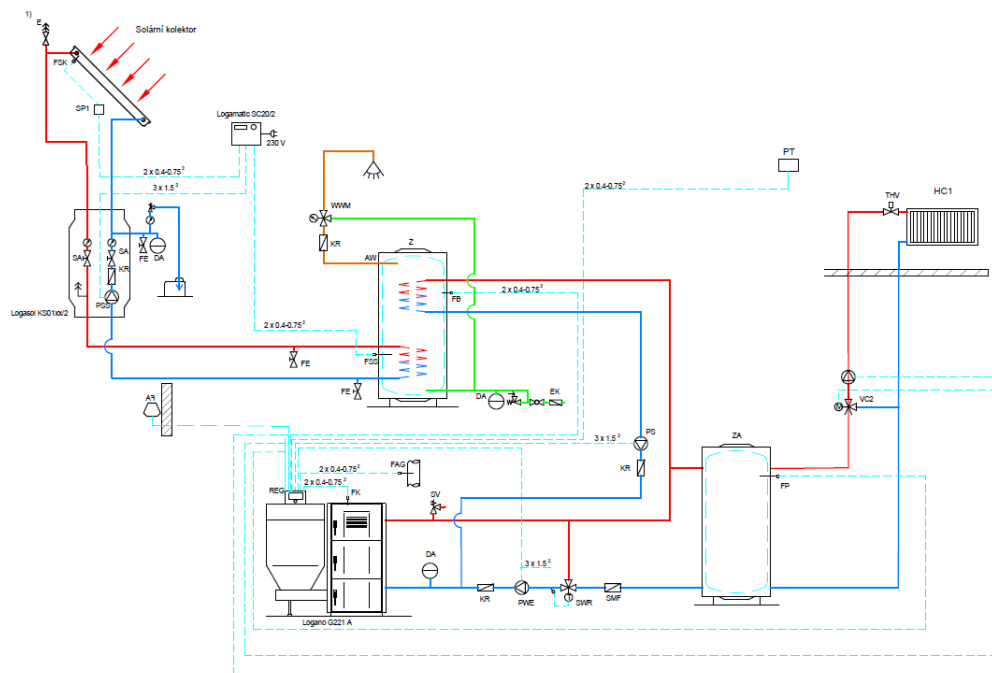 1)
E
Solární kolektor
FSK
SP1
Logamatic SC20/2
230 V
2 x 0.4-0.75²
3 x 1.5²
2 x 0.4-0.75²
PT
THV
HC1
WWM
KR
Z
AW
SA
SA
FE
DA
KR
PSS
Logasol KS01xx/2
FB
2 x 0.4-0.75²
2 x 0.4-0.75²
FSS
FE
FE
DA
EK
VC2
AF
3 x 1.5²
PS
KR
ZA
FP
2 x 0.4-0.75²
FAG
2 x 0.4-0.75²
REG
FK
SV
DA
3 x 1.5²
KR
PWE
SWR
SMF
Logano G221 A